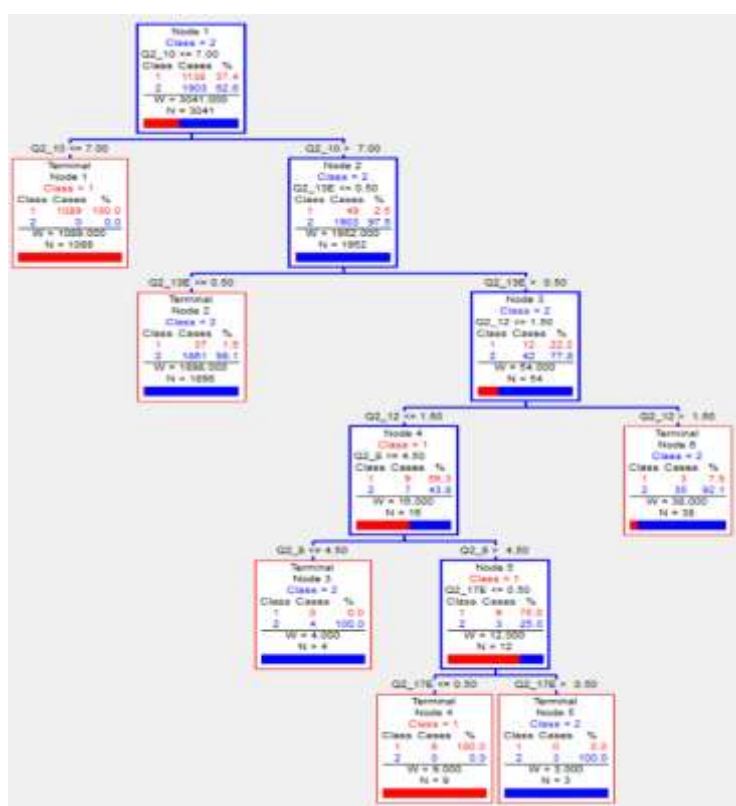 Node 1
Class = 2
Q2_10 <= 7.00
Class Cases %
1 1138 37.4
2 1903 62.6
W = 3041.000
N = 3041
Q2_10 <= 7.00
Q2_10 > 7.00
Terminal
Node 1
Class = 1
Class Cases %
1 1089 100.0
2 0 0.0
W = 1089.000
N = 1089
Node 2
Class = 2
Q2_13E <= 0.50
Class Cases %
1 49 2.5
2 1903 97.5
W = 1952.000
N = 1952
Q2_13E <= 0.50
Q2_13E > 0.50
Terminal
Node 2
Class = 2
Class Cases %
1 37 1.9
2 1861 98.1
W = 1898.000
N = 1898
Node 3
Class = 2
Q2_12 <= 1.50
Class Cases %
1 12 22.2
2 42 77.8
W = 54.000
N = 54
Q2_12 <= 1.50
Q2_12 > 1.50
Node 4
Class = 1
<= 4.50
Class Cases %
1 9 56.3
2 7 43.8
W = 16.000
N = 16
Terminal
Node 6
Class = 2
Class Cases %
1 3 7.9
2 35 92.1
W = 38.000
N = 38
<= 4.50
> 4.50
Terminal
Node 3
Class = 2
Class Cases %
1 0 0.0
2 4 100.0
W = 4.000
N = 4
Node 5
Class = 1
Q2_17E <= 0.50
Class Cases %
1 9 75.0
2 3 25.0
W = 12.000
N = 12
Q2_17E <= 0.50
Q2_17E > 0.50
Terminal
Node 4
Class = 1
Class Cases %
1 9 100.0
2 0 0.0
W = 9.000
N = 9
Terminal
Node 5
Class = 2
Class Cases %
1 0 0.0
2 3 100.0
W = 3.000
N = 3